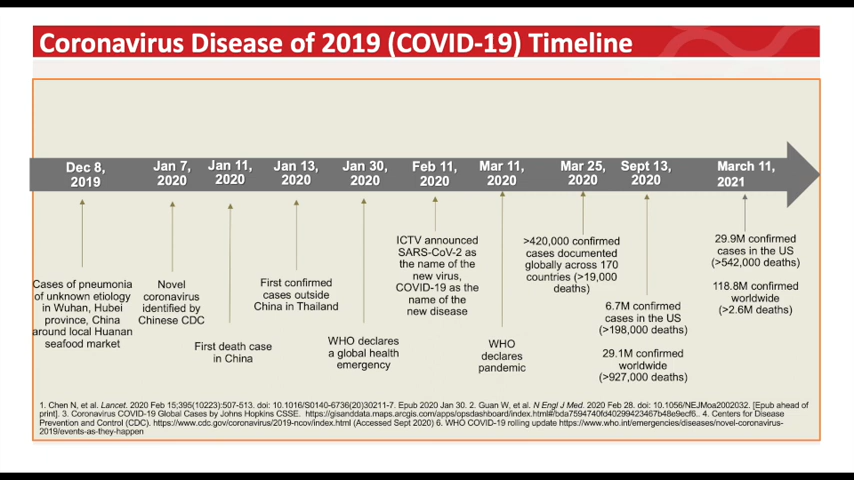 Coronavirus Disease of 2019 (COVID-19) Timeline
Dec 8,
2019
Jan 7,
2020
Jan 11,
2020
Jan 13,
2020
Jan 30,
2020
Feb 11,
2020
Mar 11,
2020
Mar 25,
2020
Sept 13,
2020
March 11,
2021
Cases of pneumonia
of unknown etiology
in Wuhan, Hubei
province, China
around local Huanan
seafood market
Novel
coronavirus
identified by
Chinese CDC
First death case
in China
First confirmed
cases outside
China in Thailand
WHO declares
a global health
emergency
ICTV announced
SARS-CoV-2 as
the name of the
new virus,
COVID-19 as the
name of the
new disease
WHO
declares
pandemic
>420,000 confirmed
cases documented
globally across 170
countries (>19,000
deaths)
6.7M confirmed
cases in the US
(>198,000 deaths)
29.1M confirmed
worldwide
(>927,000 deaths)
29.9M confirmed
cases in the US
(>542,000 deaths)
118.8M confirmed
worldwide
(>2.6M deaths)
1. Chen N, et al. Lancet. 2020 Feb 15;395(10223):507-513. doi: 10.1016/S0140-6736(20)30211-7. Epub 2020 Jan 30. 2. Guan W, et al. N Engl J Med. 2020 Feb 28. doi: 10.1056/NEJMoa2002032. [Epub ahead of
print]. 3. Coronavirus COVID-19 Global Cases by Johns Hopkins CSSE. https://gisanddata.maps.arcgis.com/apps/opsdashboard/index.html#/bda7594740fd40299423467b48e9ecf6.. 4. Centers for Disease
Prevention and Control (CDC). https://www.cdc.gov/coronavirus/2019-ncov/index.html (Accessed Sept 2020) 6. WHO COVID-19 rolling update https://www.who.int/emergencies/diseases/novel-coronavirus-
2019/events-as-they-happen